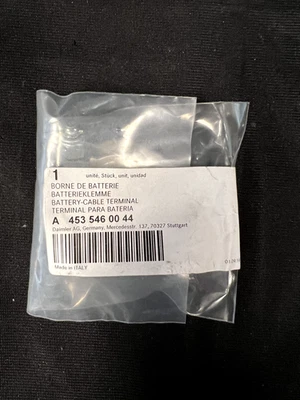 1 unité, Stück, unit, unidad
BORNE DE BATTERIE
BATTERIEKLEMME
BATTERY-CABLE TERMINAL
TERMINAL PARA BATERIA
A 453 546 00 44
Daimler AG, Germany, Mercedesstr. 137, 70327 Stuttgart
Made in ITALY